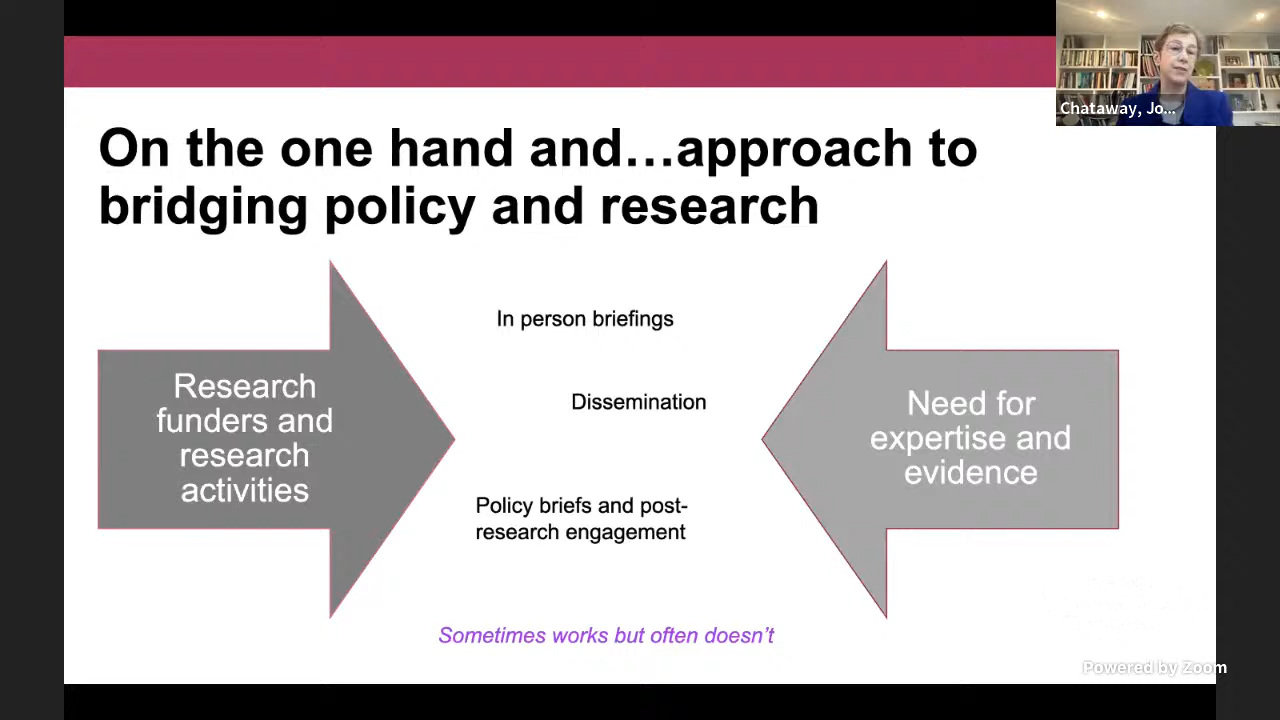 Chataway, Jo...
On the one hand and…approach to
bridging policy and research
In person briefings
Research
funders and
research
activities
Dissemination
Need for
expertise and
evidence
Policy briefs and post-
research engagement
Sometimes works but often doesn’t
Powered by Zoom